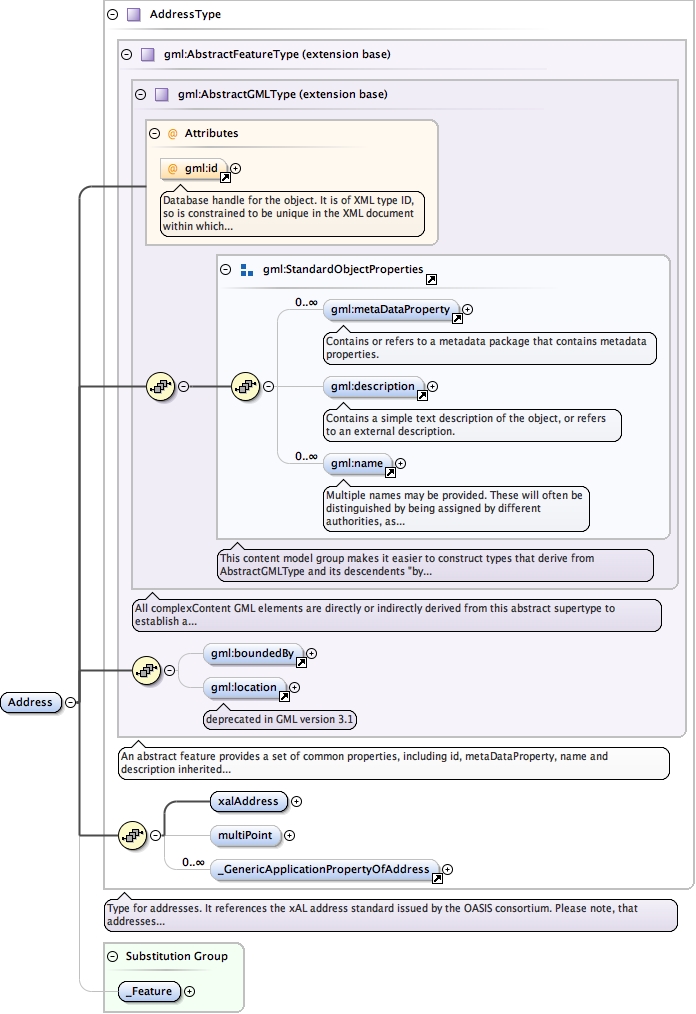 AddressType
gml:AbstractFeatureType (extension base)
gml:AbstractGMLType (extension base)
@ Attributes
@ gml:id
Database handle for the object. It is of XML type ID,
so is constrained to be unique in the XML document
within which...
gml:StandardObjectProperties
0..∞
gml:metaDataProperty
Contains or refers to a metadata package that contains metadata
properties.
gml:description
Contains a simple text description of the object, or refers
to an external description.
0..∞
gml:name
Multiple names may be provided. These will often be
distinguished by being assigned by different
authorities, as...
This content model group makes it easier to construct types that derive from
AbstractGMLType and its descendents "by...
All complexContent GML elements are directly or indirectly derived from this abstract supertype to
establish a...
gml:boundedBy
gml:location
deprecated in GML version 3.1
Address
An abstract feature provides a set of common properties, including id, metaDataProperty, name and
description inherited...
xalAddress
multiPoint
0..∞
_GenericApplicationPropertyOfAddress
Type for addresses. It references the xAL address standard issued by the OASIS consortium. Please note, that
addresses...
Substitution Group
_Feature